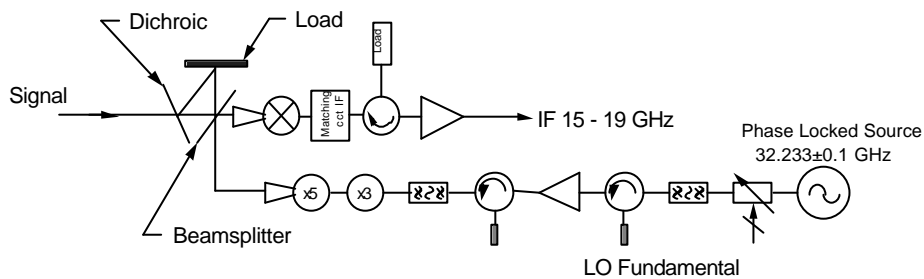 Dichroic
Load
Load
Signal
Matching
cct IF
IF 15 - 19 GHz
Phase Locked Source
32.233±0.1 GHz
x5
x3
Beamsplitter
LO Fundamental